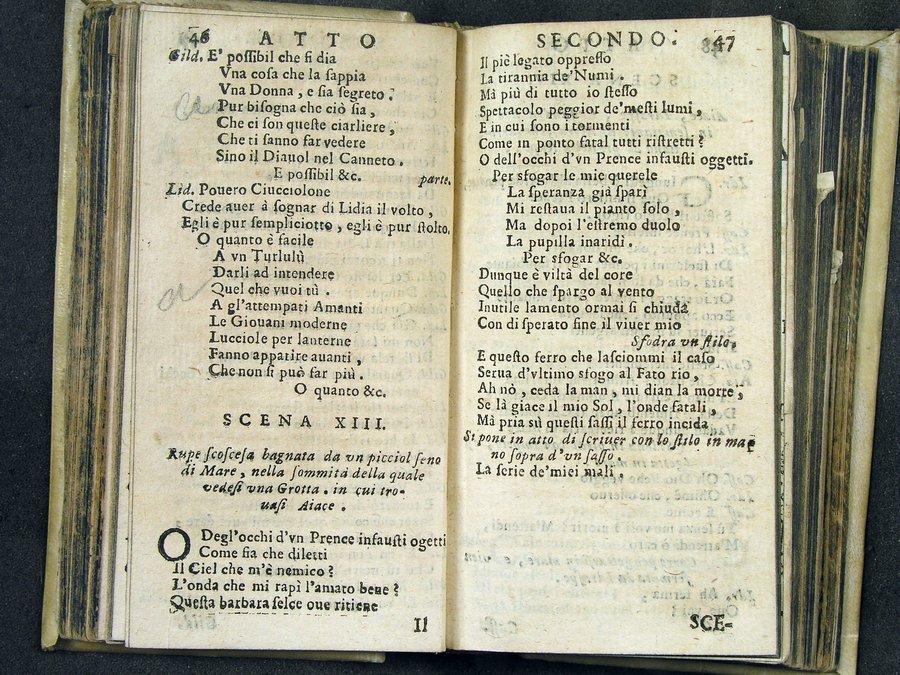 46 ATTO
Gild. E' possibil che si dia
Vna cosa che la sappia
Vna Donna, e sia segreto?
Pur bisogna che ciò sia,
Che ci son queste ciarliere,
Che ti sanno far vedere
Sino il Diauol nel Canneto.
E possibil &c. parte.
Lid. Pouero Ciucciolone
Crede auer à sognar di Lidia il volto,
Egli è pur sempliciotto, egli è pur stolto.
O quanto è facile
A vn Turlulù
Darli ad intendere
Quel che vuoi tù.
A gl'attempati Amanti
Le Giouani moderne
Lucciole per lanterne
Fanno apparire auanti,
Che non si può far più.
O quanto &c.
SCENA XIII.
Rupe scoscesa bagnata da vn picciol seno
di Mare, nella sommità della quale
vedesi vna Grotta. in cui tro-
uasi Aiace.
O Degl'occhi d'vn Prence infausti ogetti
Come fia che diletti
Il Ciel che m'è nemico?
L'onda che mi rapì l'amato bene?
Questa barbara selce oue ritiene
Il
SECONDO. 47
Il piè legato oppresso
La tirannia de'Numi.
Mà più di tutto io stesso
Spettacolo peggior de'mesti lumi,
E in cui sono i tormenti
Come in ponto fatal tutti ristretti?
O dell'occhi d'vn Prence infausti oggetti.
Per sfogar le mie querele
La speranza già sparì
Mi restaua il pianto solo,
Ma dopoi l'estremo duolo
La pupilla inaridì.
Per sfogar &c.
Dunque è viltà del core
Quello che spargo al vento
Inutile lamento ormai si chiuda
Con disperato fine il viuer mio
Sfodra vn stilo.
E questo ferro che lasciommi il caso
Serua d'vltimo sfogo al Fato rio,
Ah nò, ceda la man, mi dian la morte,
Se là giace il mio Sol, l'onde fatali,
Mà pria sù questi sassi il ferro incida
Si pone in atto di scriuer con lo stilo in ma-
no sopra d'vn sasso.
La serie de'miei mali.
SCE-